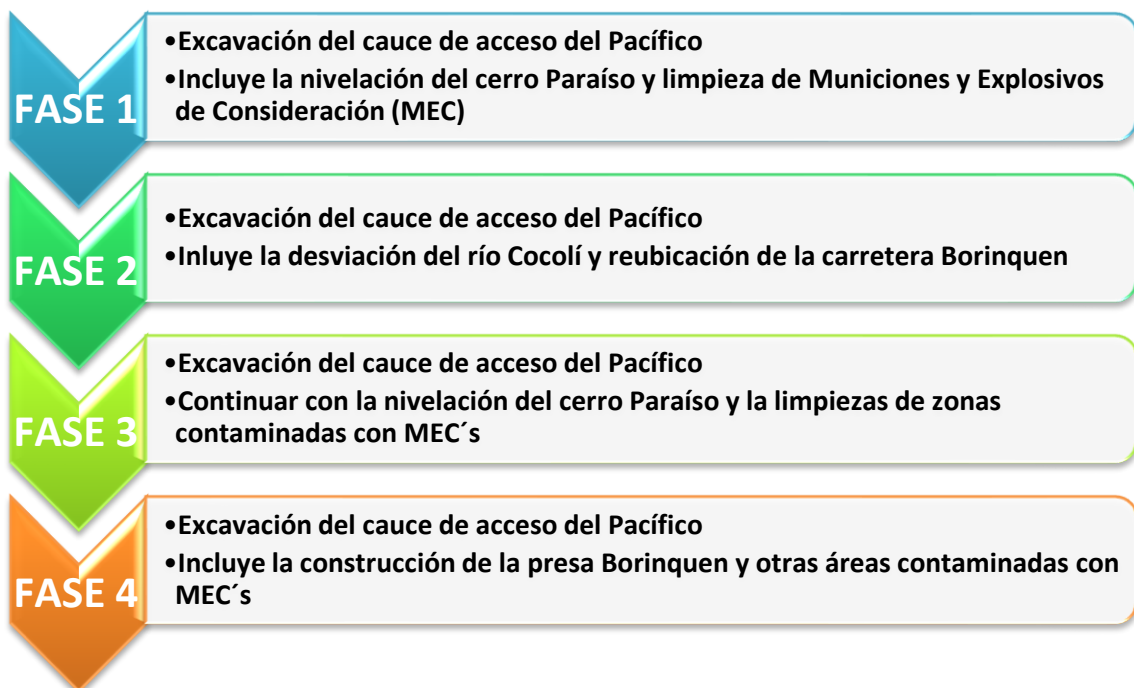 FASE 1
•Excavación del cauce de acceso del Pacífico
•Incluye la nivelación del cerro Paraíso y limpieza de Municiones y Explosivos
de Consideración (MEC)
FASE 2
•Excavación del cauce de acceso del Pacífico
•Inluye la desviación del río Cocolí y reubicación de la carretera Borinquen
FASE 3
•Excavación del cauce de acceso del Pacífico
•Continuar con la nivelación del cerro Paraíso y la limpiezas de zonas
contaminadas con MEC´s
FASE 4
•Excavación del cauce de acceso del Pacífico
•Incluye la construcción de la presa Borinquen y otras áreas contaminadas con
MEC´s